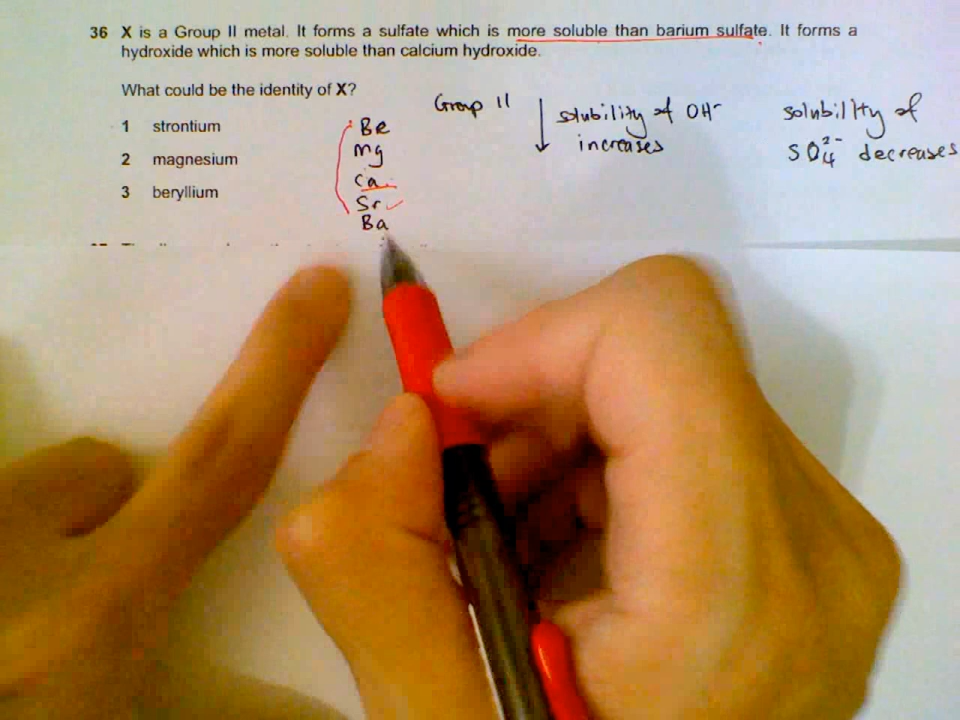 36 X is a Group II metal. It forms a sulfate which is more soluble than barium sulfate. It forms a
hydroxide which is more soluble than calcium hydroxide.
What could be the identity of X?
1 strontium
2 magnesium
3 beryllium
Be
Mg
Ca
Sr
Ba
Group II
solubility of OH⁻
increases
solubility of
SO₄²⁻ decreases